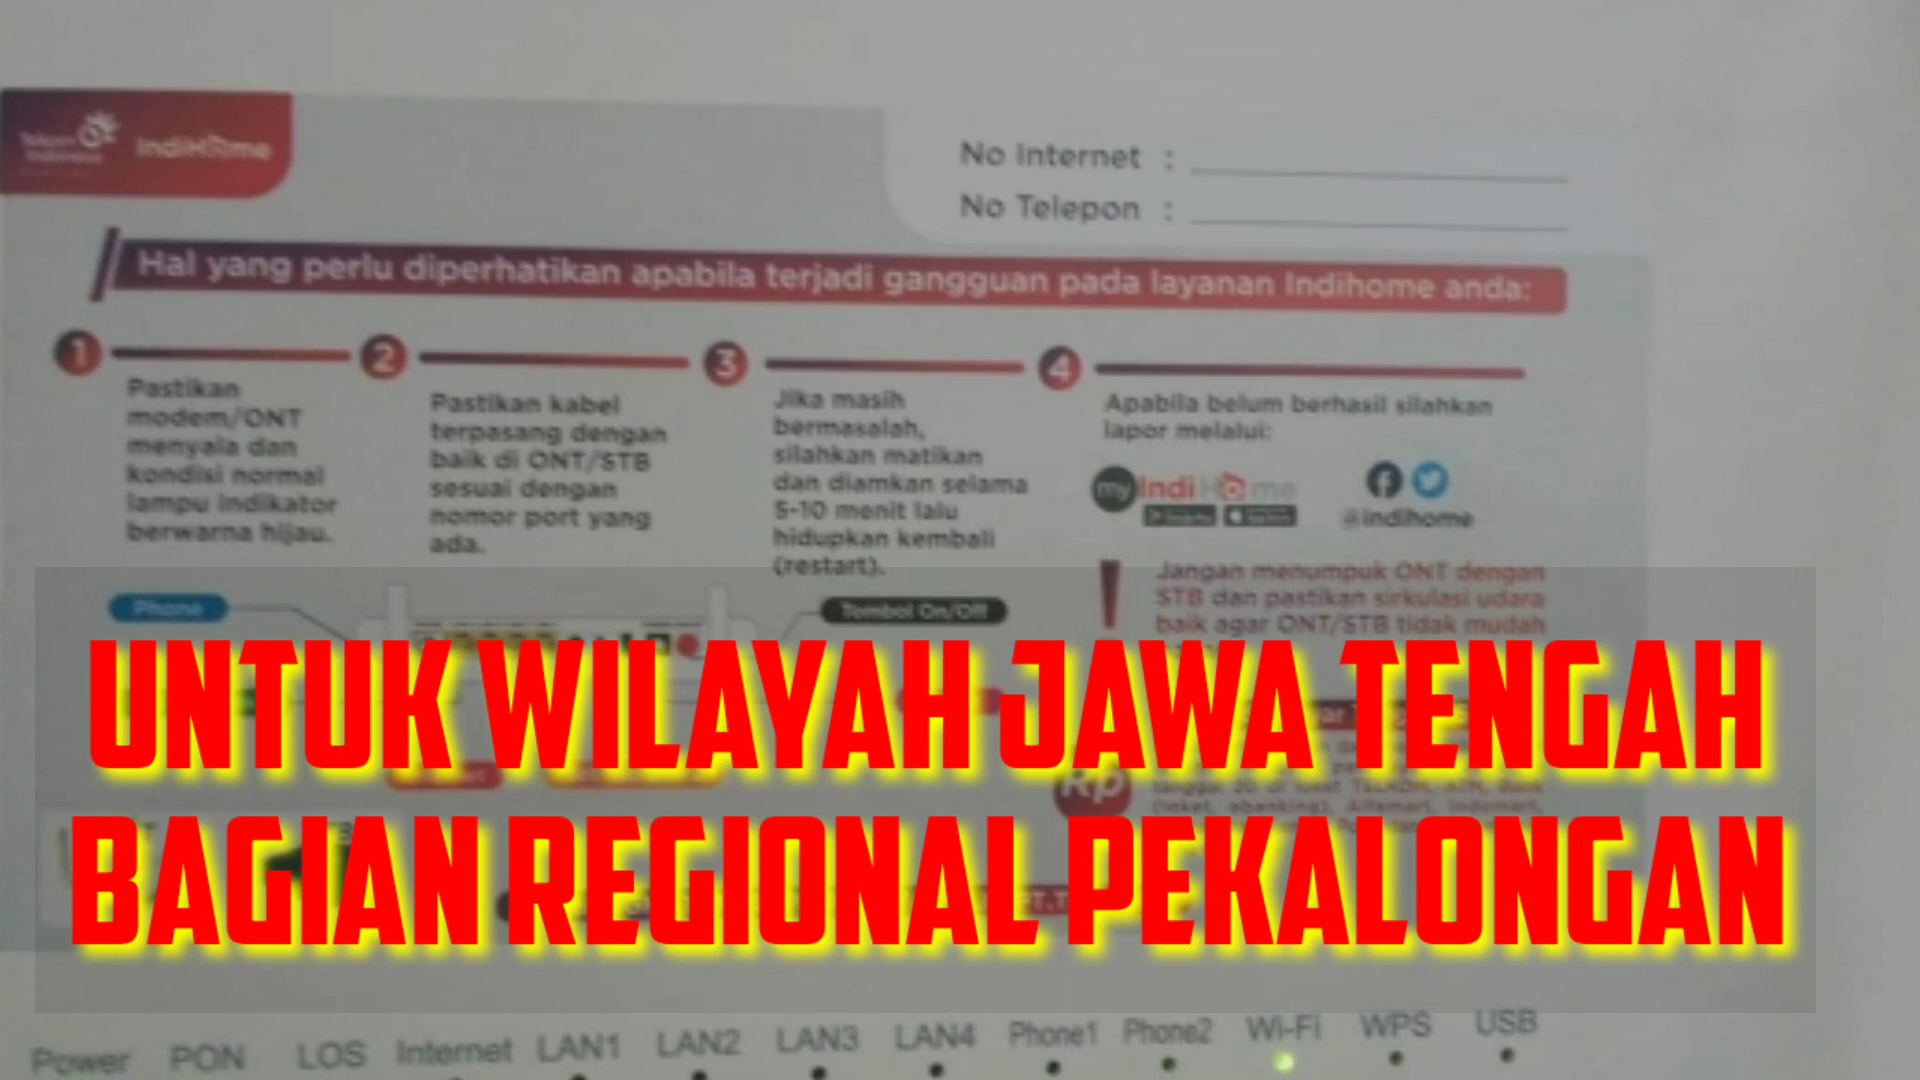 Telkom
Indonesia
IndiHome
No Internet :
No Telepon :
Hal yang perlu diperhatikan apabila terjadi gangguan pada layanan Indihome anda:
1
Pastikan
modem/ONT
menyala dan
kondisi normal
lampu indikator
berwarna hijau.
2
Pastikan kabel
terpasang dengan
baik di ONT/STB
sesuai dengan
nomor port yang
ada.
3
Jika masih
bermasalah,
silahkan matikan
dan diamkan selama
5-10 menit lalu
hidupkan kembali
(restart).
4
Apabila belum berhasil silahkan
lapor melalui:
myIndiHome
@indihome
Jangan menumpuk ONT dengan
STB dan pastikan sirkulasi udara
baik agar ONT/STB tidak mudah
Phone
Tombol On/Off
UNTUK WILAYAH JAWA TENGAH
BAGIAN REGIONAL PEKALONGAN
Rp
Power PON LOS Internet LAN1 LAN2 LAN3 LAN4 Phone1 Phone2 Wi-Fi WPS USB